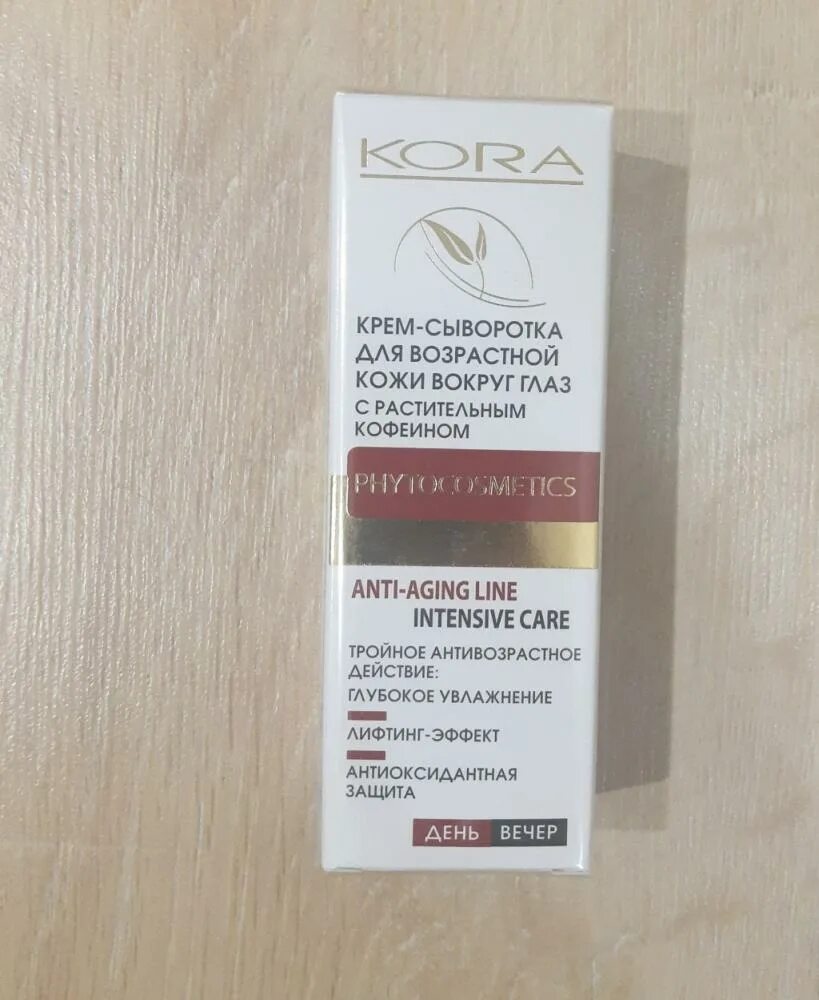 KORA
КРЕМ-СЫВОРОТКА
ДЛЯ ВОЗРАСТНОЙ
КОЖИ ВОКРУГ ГЛАЗ
С РАСТИТЕЛЬНЫМ
КОФЕИНОМ
PHYTOCOSMETICS
ANTI-AGING LINE
INTENSIVE CARE
ТРОЙНОЕ АНТИВОЗРАСТНОЕ
ДЕЙСТВИЕ:
ГЛУБОКОЕ УВЛАЖНЕНИЕ
ЛИФТИНГ-ЭФФЕКТ
АНТИОКСИДАНТНАЯ
ЗАЩИТА
ДЕНЬ ВЕЧЕР